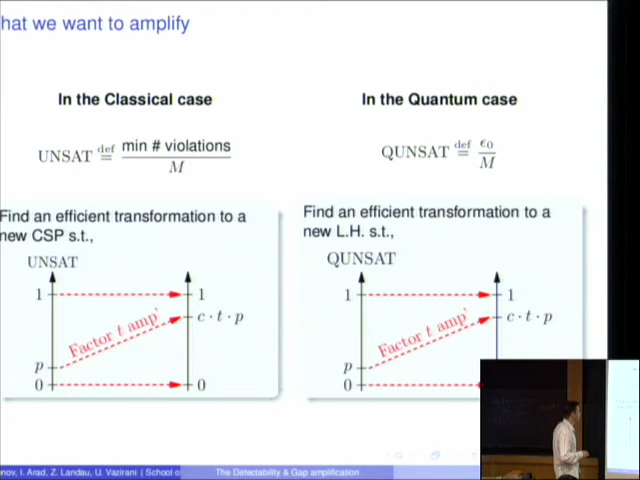 hat we want to amplify
In the Classical case
In the Quantum case
UNSAT def= min # violations / M
QUNSAT def= ϵ0 / M
Find an efficient transformation to a
new CSP s.t.,
UNSAT
1
1
Factor t amp'
c · t · p
p
0
0
Find an efficient transformation to a
new L.H. s.t.,
QUNSAT
1
1
Factor t amp'
c · t · p
p
0
nov, I. Arad, Z. Landau, U. Vazirani ( School o
The Detectability & Gap amplification